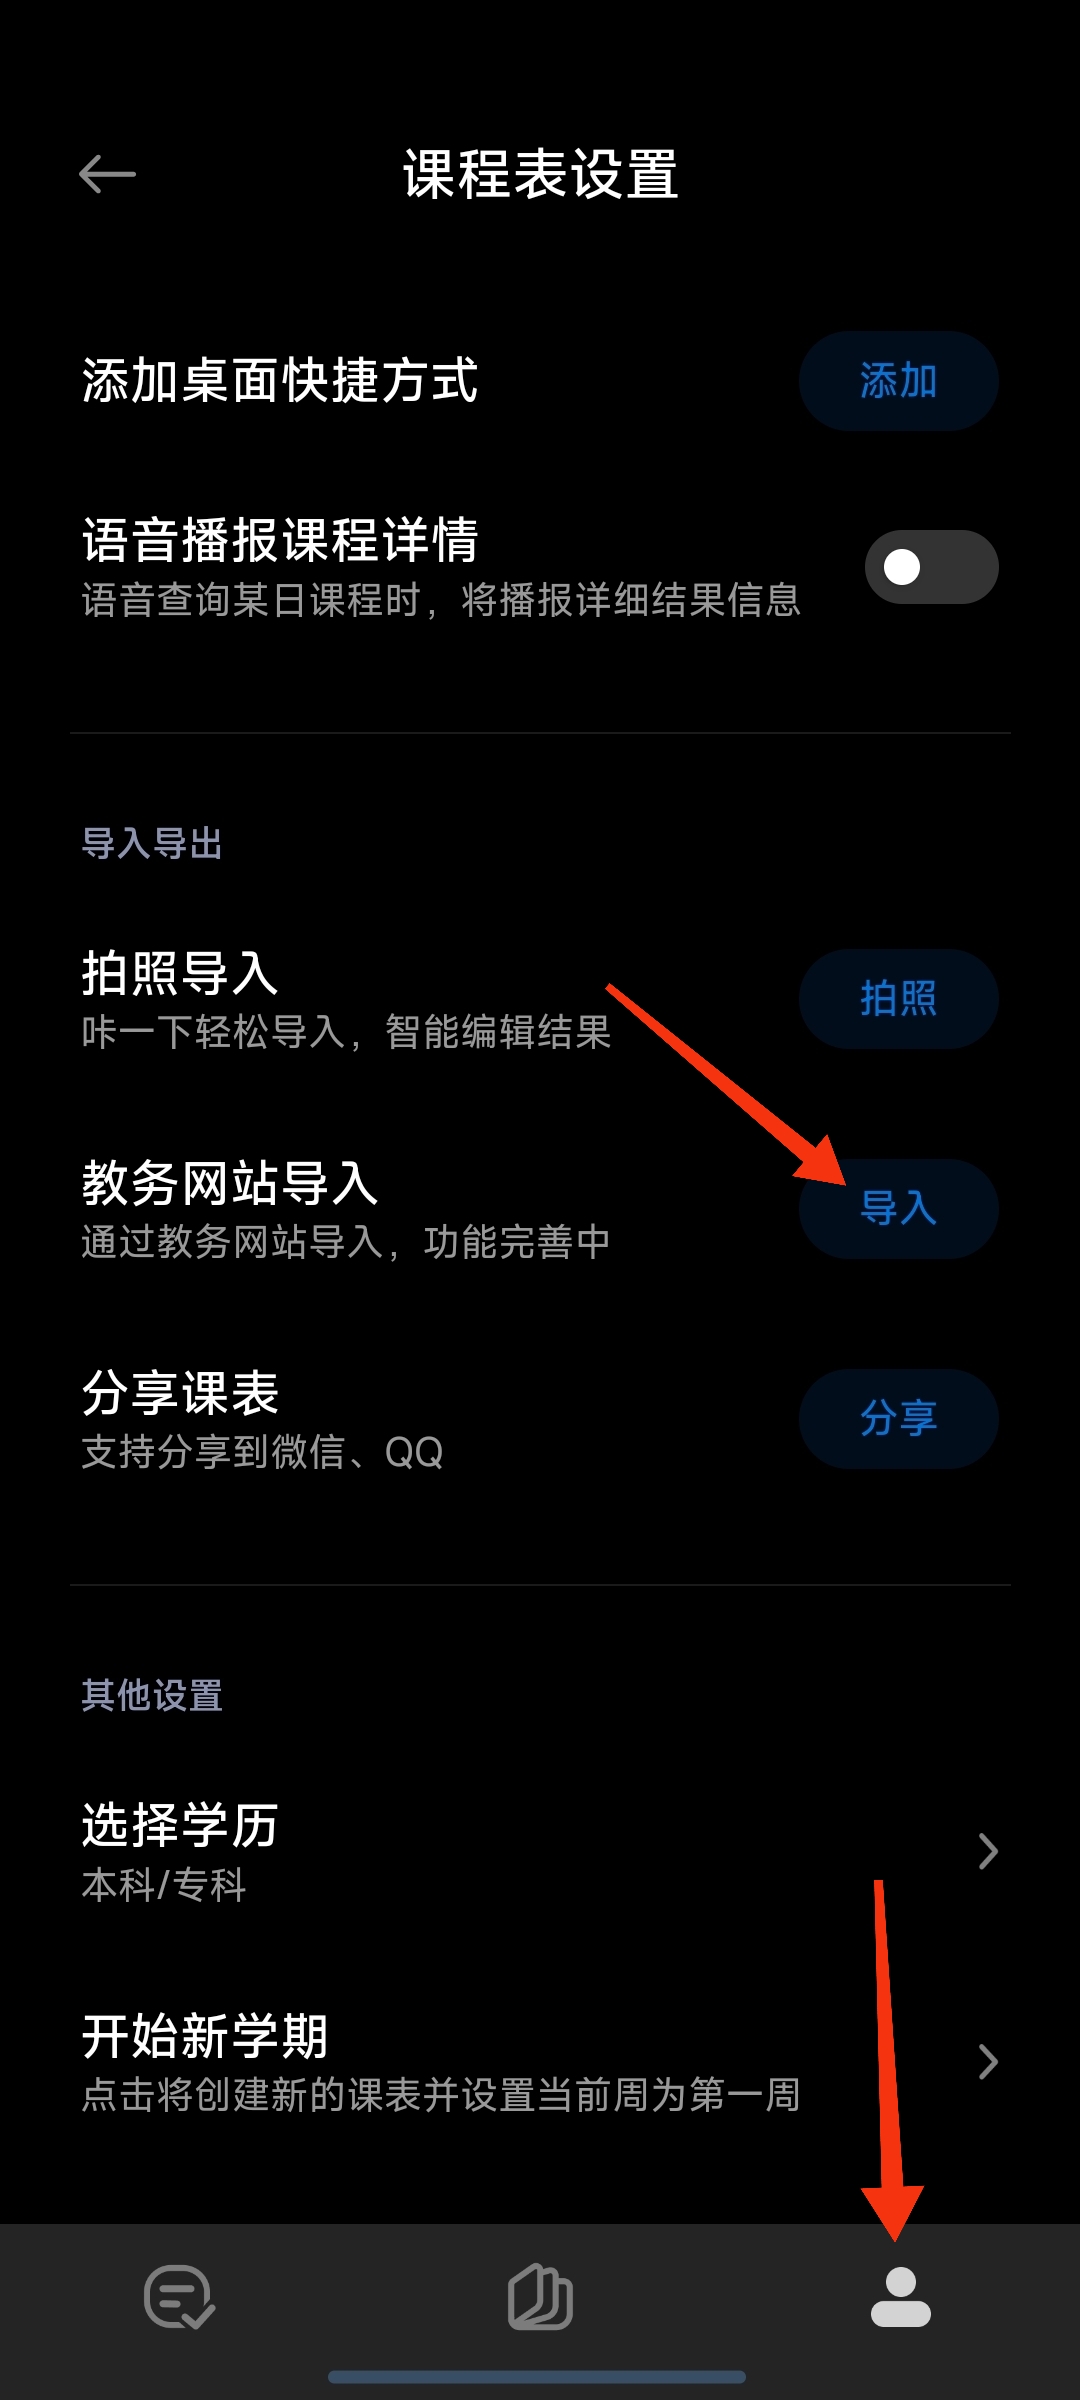 课程表设置
添加桌面快捷方式
添加
语音播报课程详情
语音查询某日课程时，将播报详细结果信息
导入导出
拍照导入
咔一下轻松导入，智能编辑结果
拍照
教务网站导入
通过教务网站导入，功能完善中
导入
分享课表
支持分享到微信、QQ
分享
其他设置
选择学历
本科/专科
开始新学期
点击将创建新的课表并设置当前周为第一周